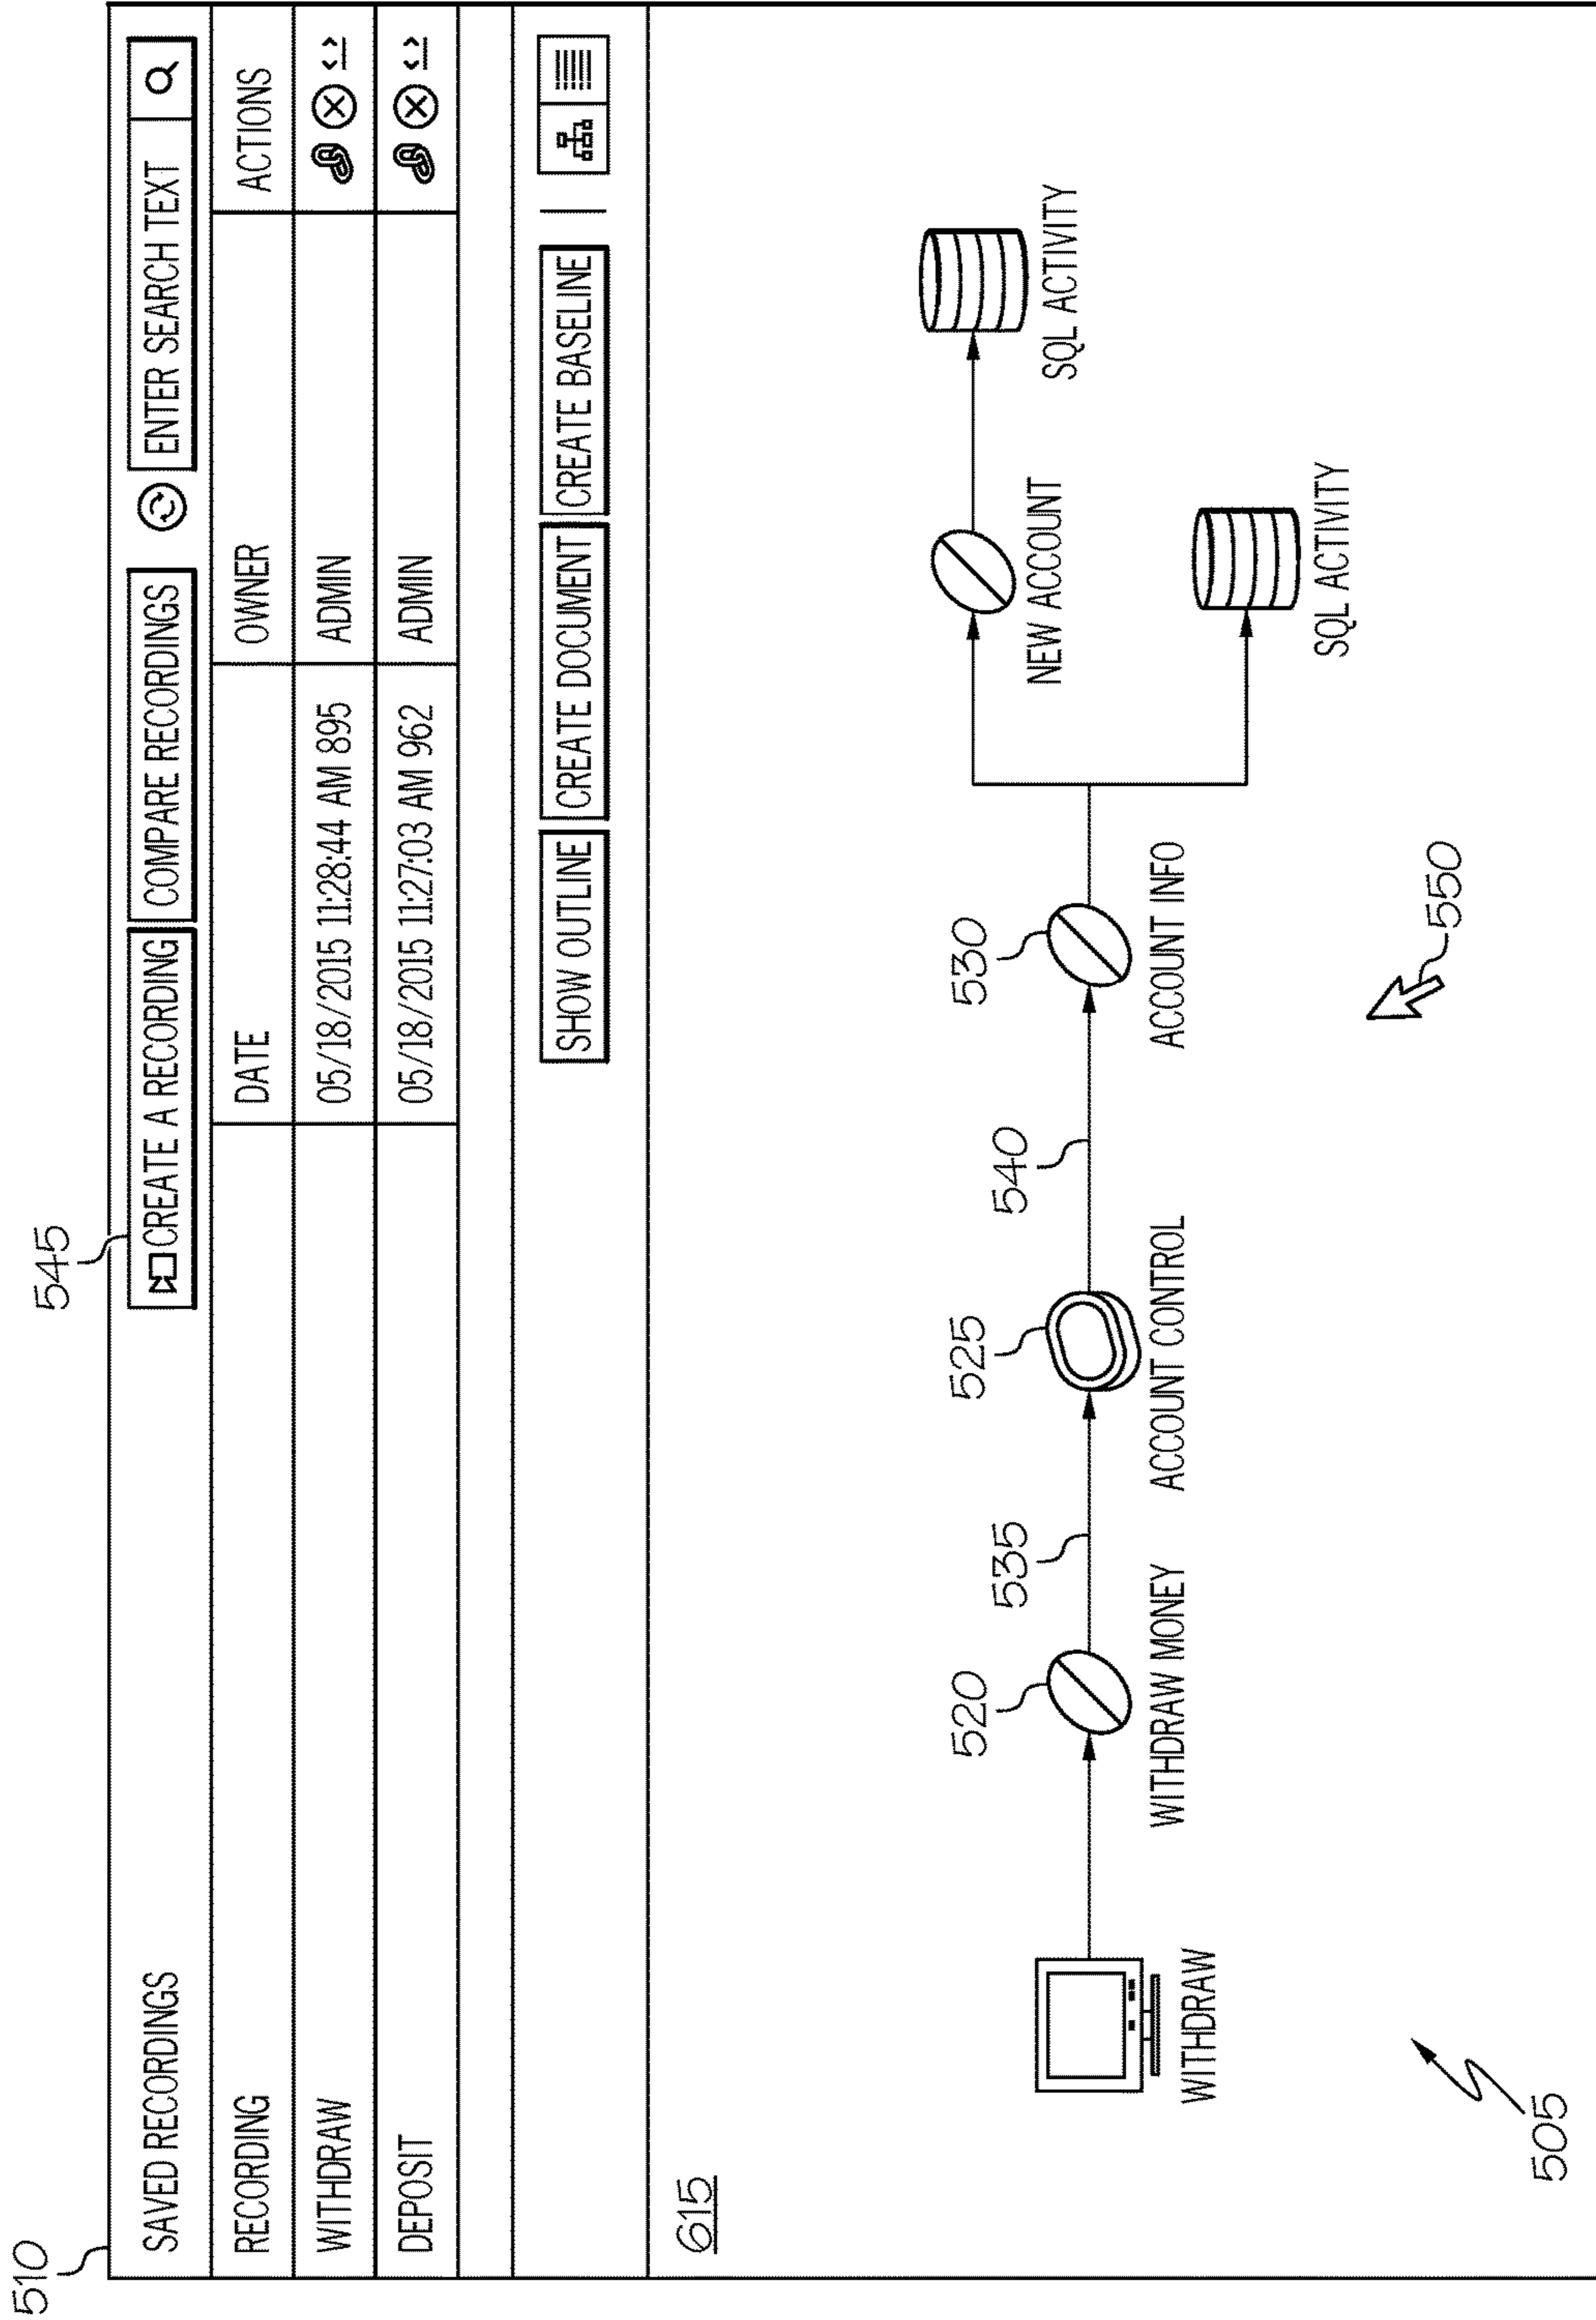 510
545
SAVED RECORDINGS
CREATE A RECORDING
COMPARE RECORDINGS
ENTER SEARCH TEXT
RECORDING DATE OWNER ACTIONS
WITHDRAW 05/18/2015 11:28:44 AM 895 ADMIN
DEPOSIT 05/18/2015 11:27:03 AM 962 ADMIN
SHOW OUTLINE
CREATE DOCUMENT
CREATE BASELINE
615
520
535
525
540
530
WITHDRAW
WITHDRAW MONEY
ACCOUNT CONTROL
ACCOUNT INFO
NEW ACCOUNT
SQL ACTIVITY
SQL ACTIVITY
550
505